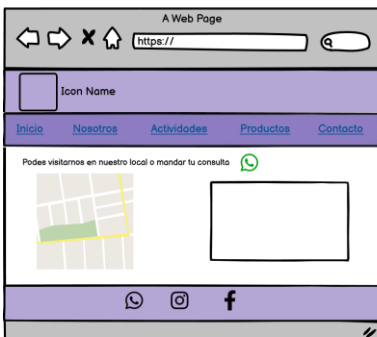 A Web Page
https://
Icon Name
Inicio Nosotros Actividades Productos Contacto
Podes visitarnos en nuestro local o mandar tu consulta